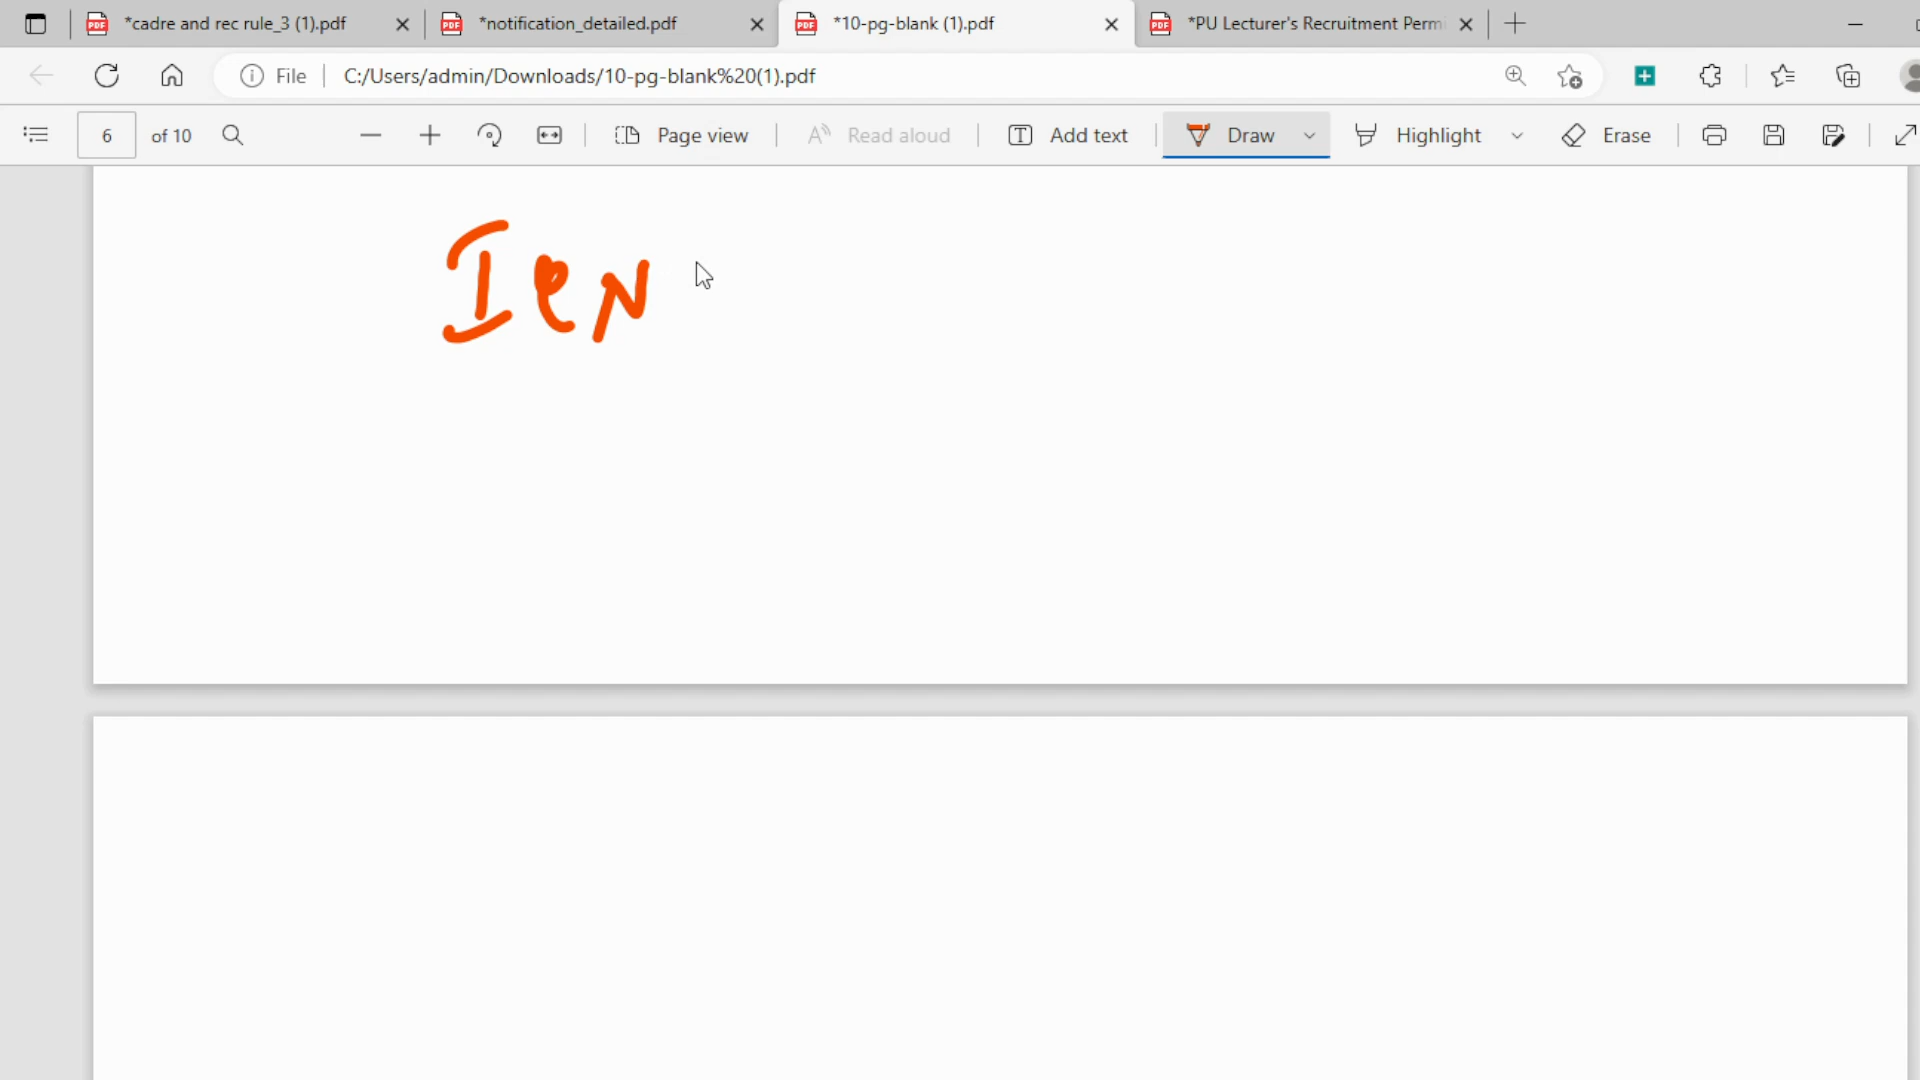 *cadre and rec rule_3 (1).pdf
*notification_detailed.pdf
*10-pg-blank (1).pdf
*PU Lecturer's Recruitment Permi
File
C:/Users/admin/Downloads/10-pg-blank%20(1).pdf
6
of 10
Page view
Read aloud
Add text
Draw
Highlight
Erase